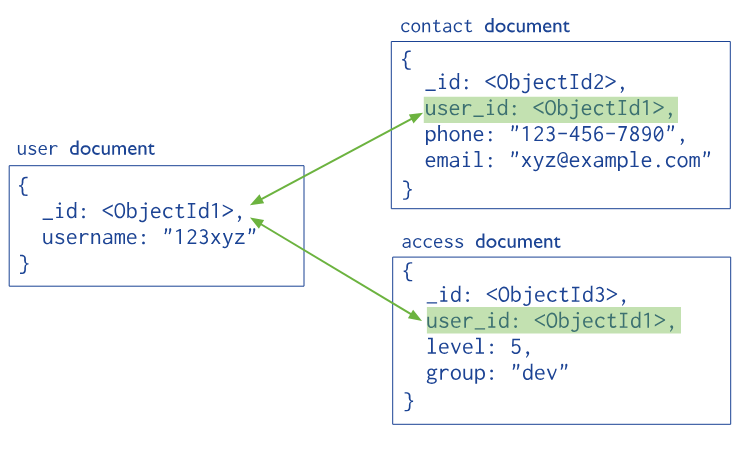 user document
{
_id: <ObjectId1>,
username: "123xyz"
}
contact document
{
_id: <ObjectId2>,
user_id: <ObjectId1>,
phone: "123-456-7890",
email: "xyz@example.com"
}
access document
{
_id: <ObjectId3>,
user_id: <ObjectId1>,
level: 5,
group: "dev"
}